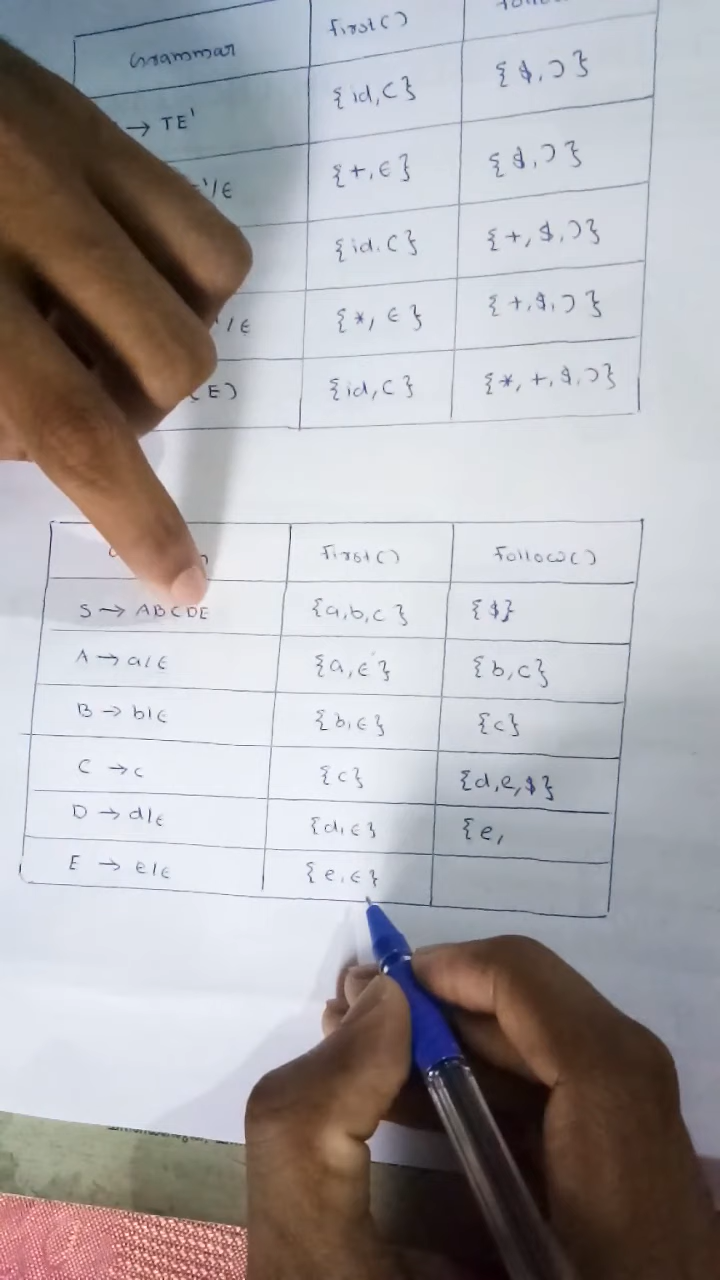 Grammar First()
→ TE' {id, (} {$, )}
'/ε {+, ε} {$, )}
{id, (} {+, $, )}
'/ε {*, ε} {+, $, )}
(E) {id, (} {*, +, $, )}
First() Follow()
S → ABCDE {a,b,c} {$}
A → a/ε {a, ε} {b,c}
B → b/ε {b, ε} {c}
C → c {c} {d,e,$}
D → d/ε {d, ε} {e,
E → e/ε {e, ε}